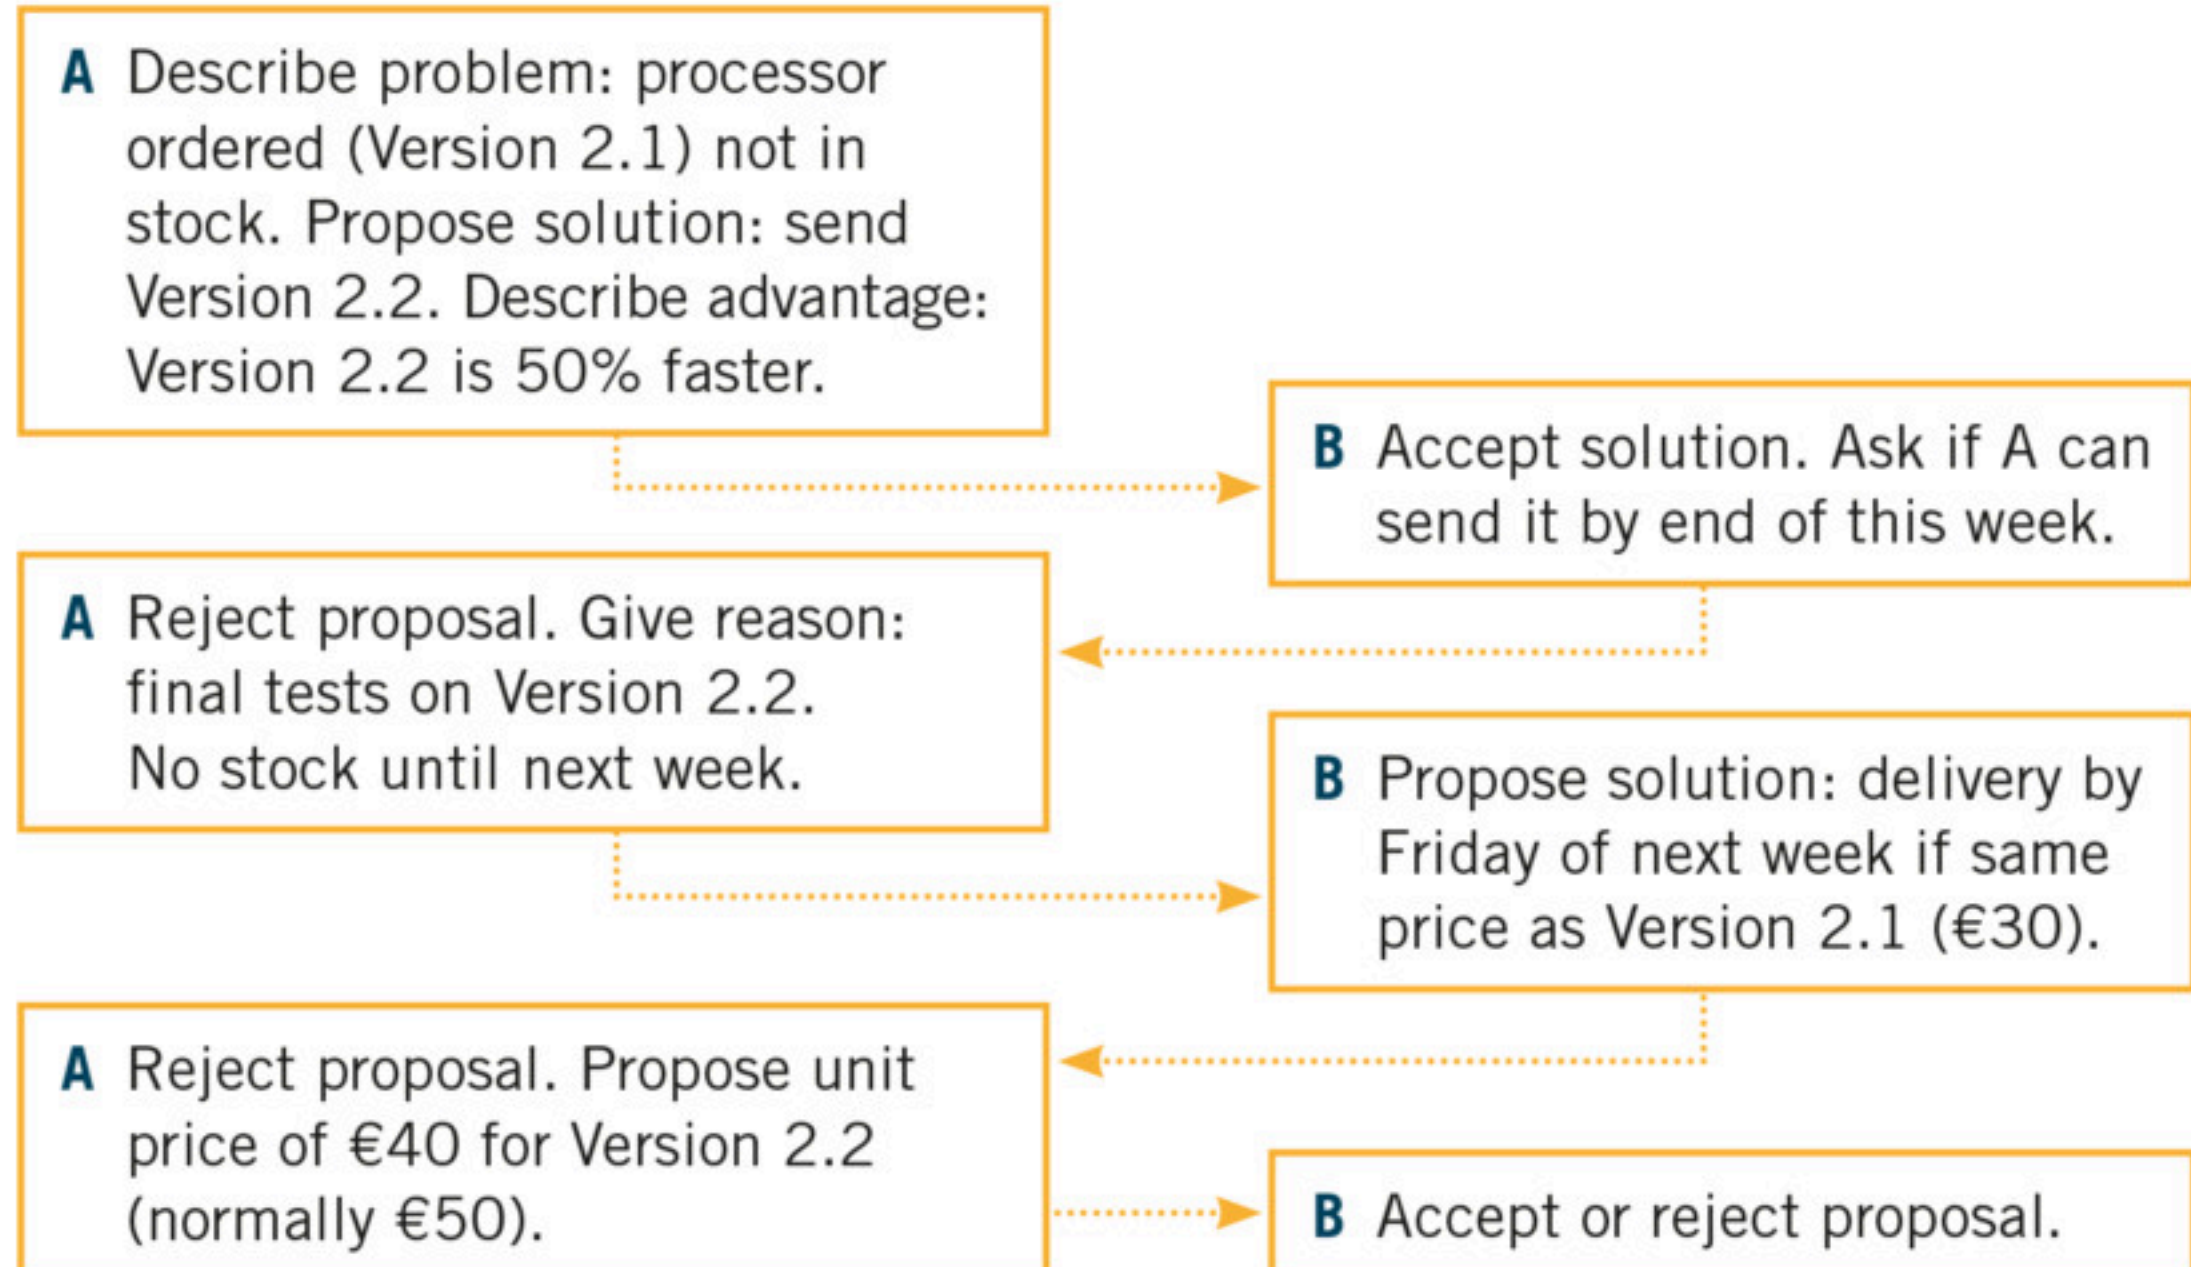 A Describe problem: processor
ordered (Version 2.1) not in
stock. Propose solution: send
Version 2.2. Describe advantage:
Version 2.2 is 50% faster.
B Accept solution. Ask if A can
send it by end of this week.
A Reject proposal. Give reason:
final tests on Version 2.2.
No stock until next week.
B Propose solution: delivery by
Friday of next week if same
price as Version 2.1 (€30).
A Reject proposal. Propose unit
price of €40 for Version 2.2
(normally €50).
B Accept or reject proposal.